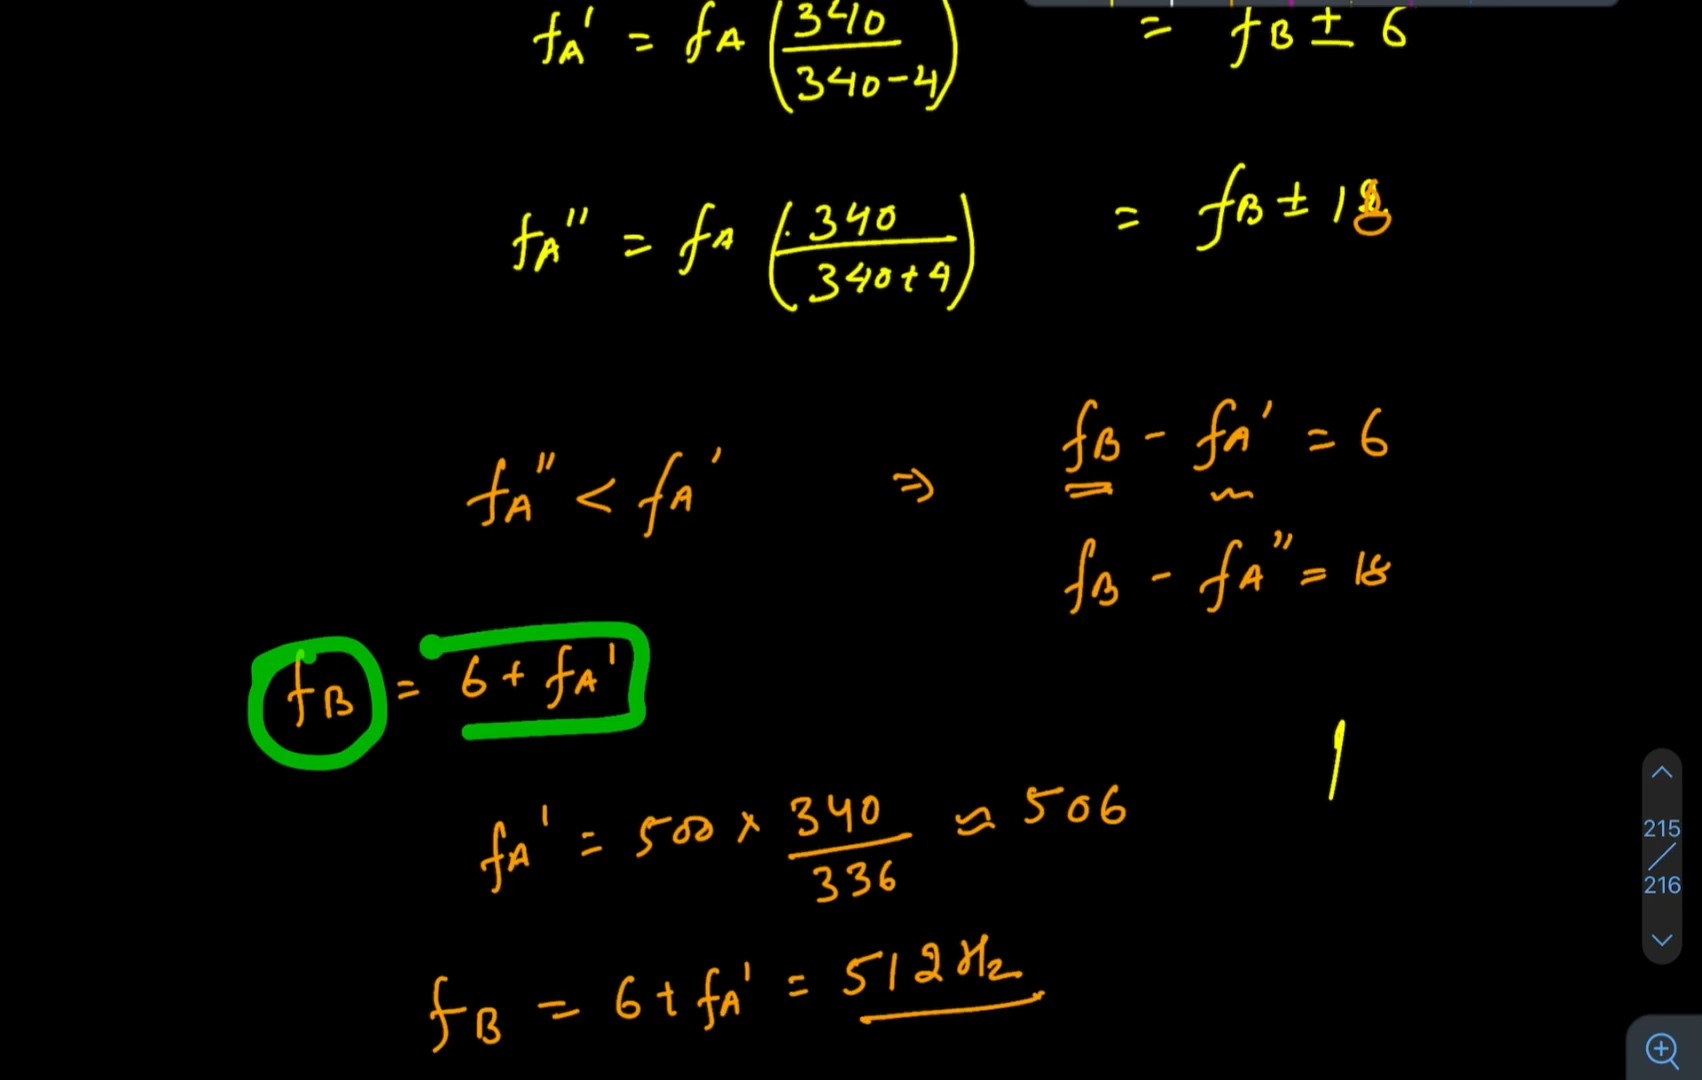 fA' = fA (340/(340-4)) = fB ± 6
fA'' = fA (340/(340+4)) = fB ± 18
fA'' < fA' ⇒ fB - fA' = 6
fB - fA'' = 18
fB = 6 + fA'
fA' = 500 × 340/336 ≈ 506
fB = 6 + fA' = 512 Hz
215
216